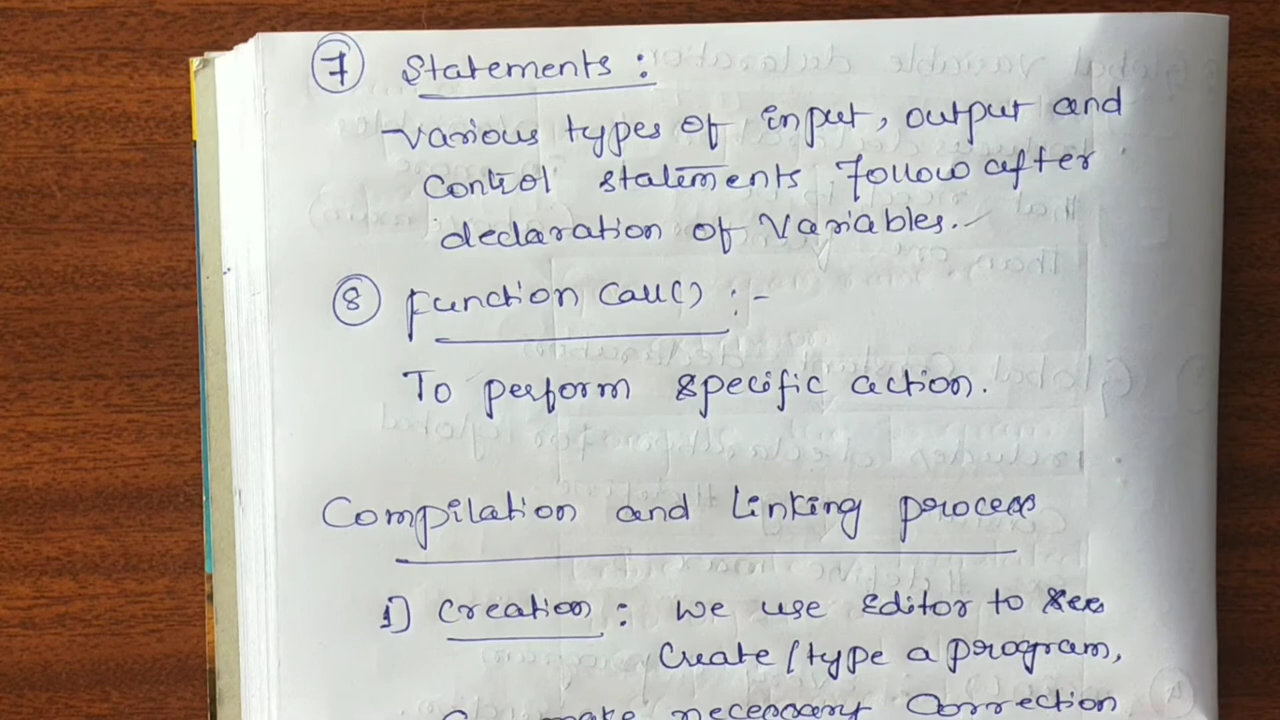 ⑦ Statements :
Various types of input, output and
Control statements follow after
declaration of Variables.
⑧ Function Call() : -
To perform specific action.
Compilation and Linking process
1) Creation : We use Editor to
Create / type a program,
make necessary Correction